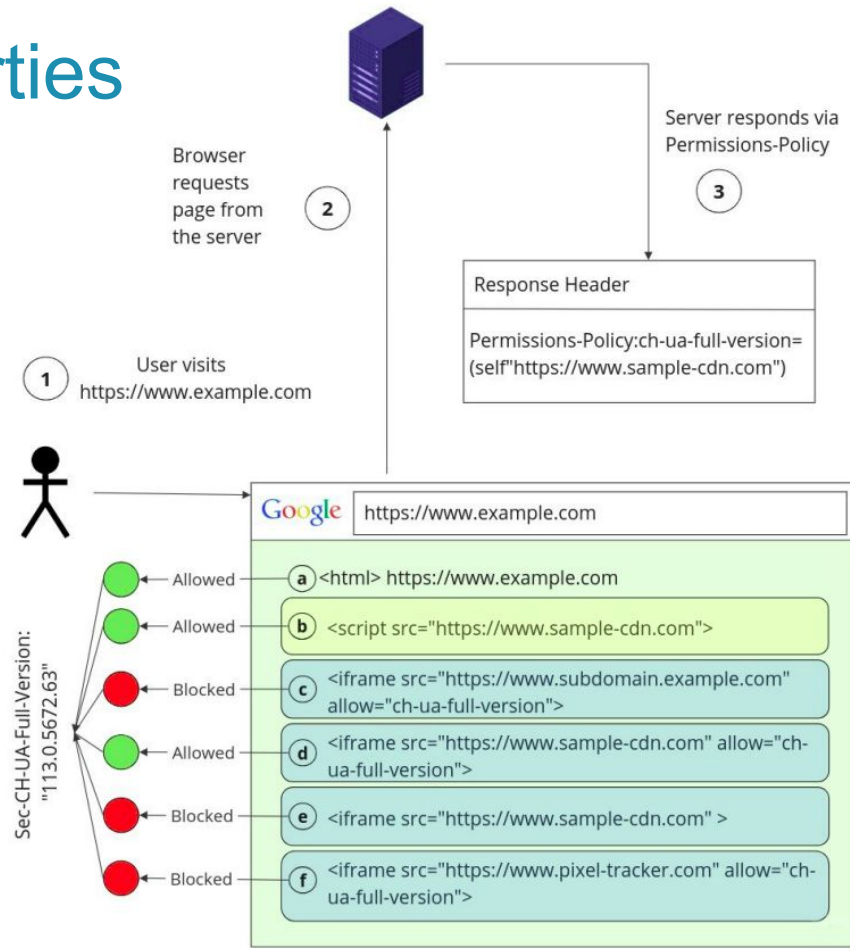 rties
Browser
requests
page from
the server
2
Server responds via
Permissions-Policy
3
Response Header
Permissions-Policy:ch-ua-full-version=
(self"https://www.sample-cdn.com")
1
User visits
https://www.example.com
Google
https://www.example.com
Sec-CH-UA-Full-Version:
"113.0.5672.63"
Allowed
a
<html> https://www.example.com
Allowed
b
<script src="https://www.sample-cdn.com">
Blocked
c
<iframe src="https://www.subdomain.example.com"
allow="ch-ua-full-version">
Allowed
d
<iframe src="https://www.sample-cdn.com" allow="ch-
ua-full-version">
Blocked
e
<iframe src="https://www.sample-cdn.com" >
Blocked
f
<iframe src="https://www.pixel-tracker.com" allow="ch-
ua-full-version">